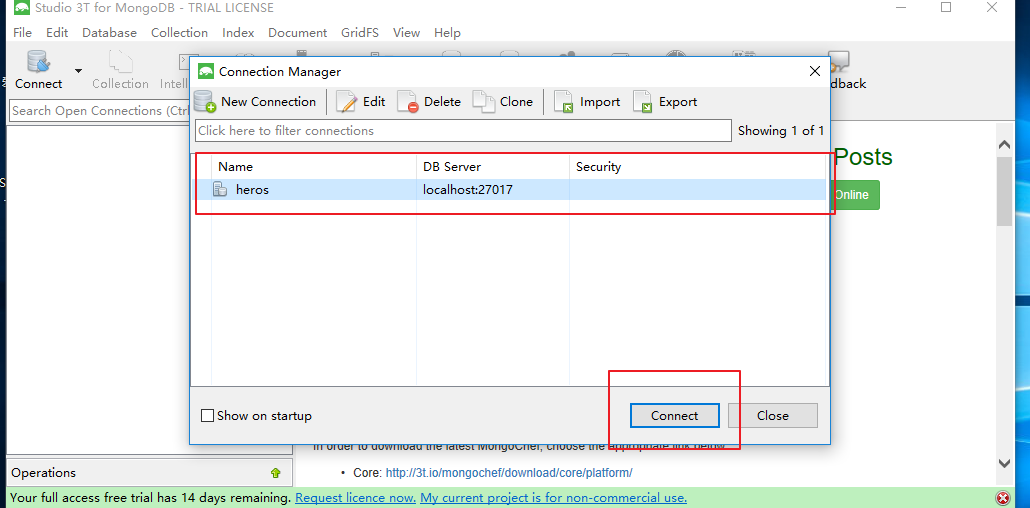 Studio 3T for MongoDB - TRIAL LICENSE
File Edit Database Collection Index Document GridFS View Help
Connect Collection Intell dback
Search Open Connections (Ctrl
Connection Manager
New Connection Edit Delete Clone Import Export
Click here to filter connections Showing 1 of 1
Name DB Server Security
heros localhost:27017
Posts
Online
Show on startup Connect Close
In order to download the latest MongoChef, choose the appropriate link below
• Core: http://3t.io/mongochef/download/core/platform/
Operations
Your full access free trial has 14 days remaining. Request licence now. My current project is for non-commercial use.